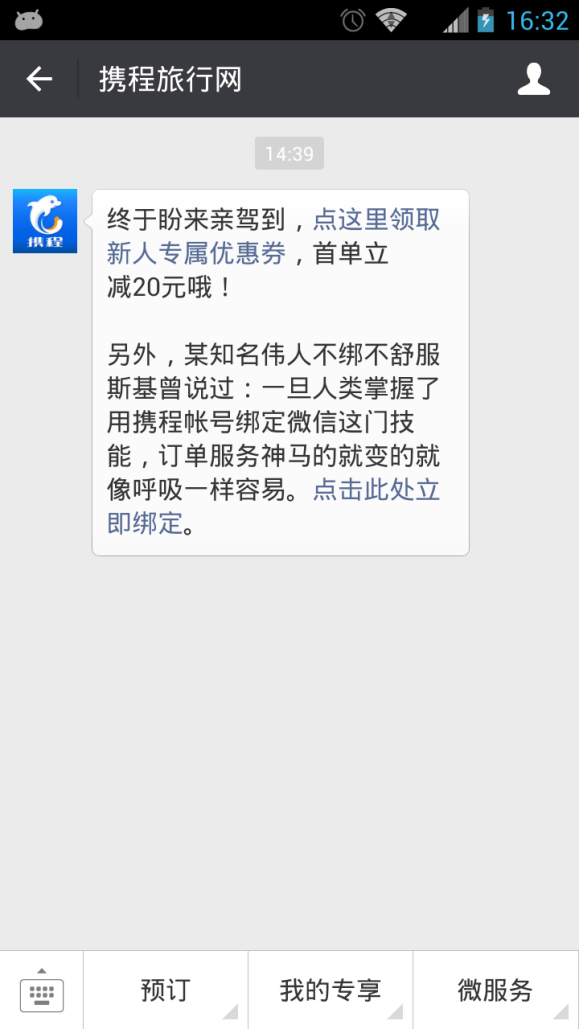 16:32
携程旅行网
14:39
携程
终于盼来亲驾到，点这里领取
新人专属优惠券，首单立
减20元哦！
另外，某知名伟人不绑不舒服
斯基曾说过：一旦人类掌握了
用携程帐号绑定微信这门技
能，订单服务神马的就变的就
像呼吸一样容易。点击此处立
即绑定。
预订
我的专享
微服务